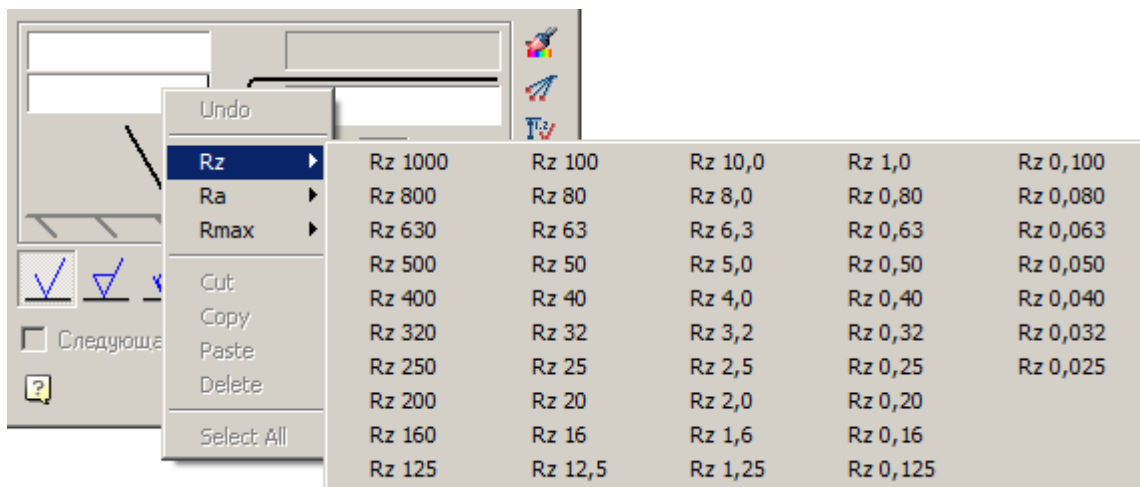 1,2
Undo
Rz
Ra
Rmax
Cut
Copy
Paste
Delete
Select All
Следующа
?
Rz 1000 Rz 100 Rz 10,0 Rz 1,0 Rz 0,100
Rz 800 Rz 80 Rz 8,0 Rz 0,80 Rz 0,080
Rz 630 Rz 63 Rz 6,3 Rz 0,63 Rz 0,063
Rz 500 Rz 50 Rz 5,0 Rz 0,50 Rz 0,050
Rz 400 Rz 40 Rz 4,0 Rz 0,40 Rz 0,040
Rz 320 Rz 32 Rz 3,2 Rz 0,32 Rz 0,032
Rz 250 Rz 25 Rz 2,5 Rz 0,25 Rz 0,025
Rz 200 Rz 20 Rz 2,0 Rz 0,20
Rz 160 Rz 16 Rz 1,6 Rz 0,16
Rz 125 Rz 12,5 Rz 1,25 Rz 0,125